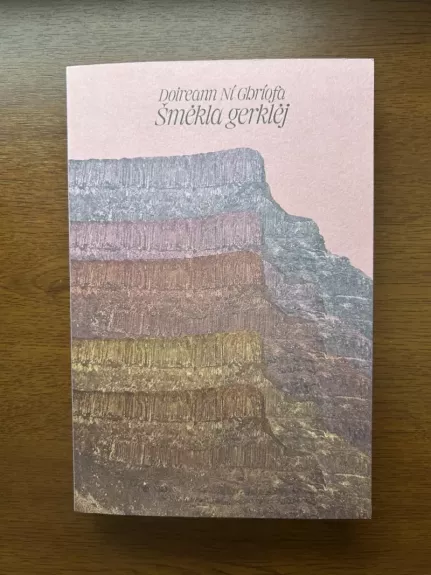 Doireann Ní Ghríofa
Šmėkla gerklėj